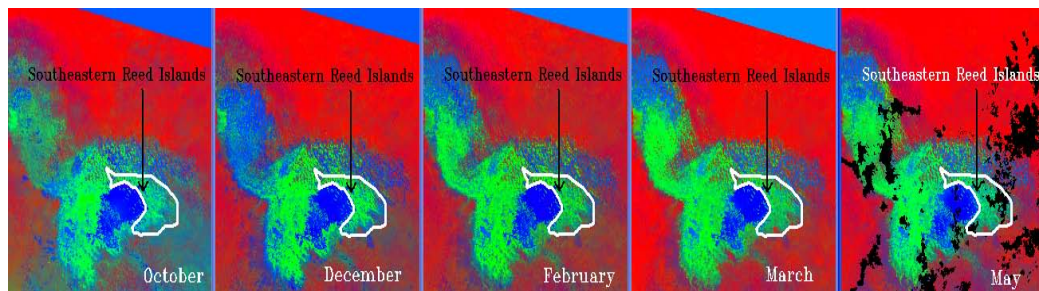 Southeastern Reed Islands
October
Southeastern Reed Islands
December
Southeastern Reed Islands
February
Southeastern Reed Islands
March
Southeastern Reed Islands
May